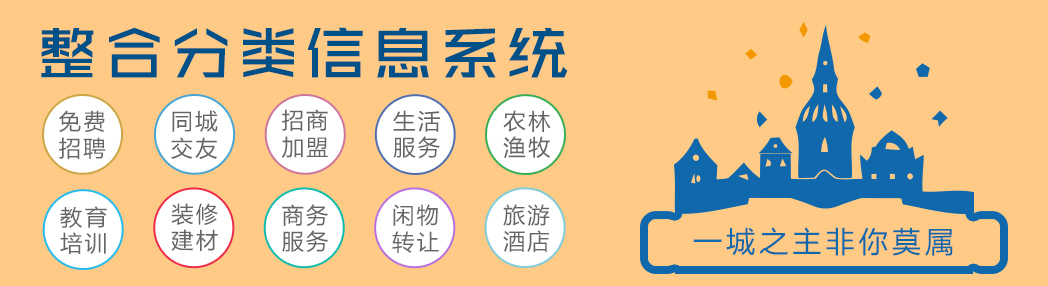 整合分类信息系统
免费
招聘
同城
交友
招商
加盟
生活
服务
农林
渔牧
教育
培训
装修
建材
商务
服务
闲物
转让
旅游
酒店
一城之主非你莫属